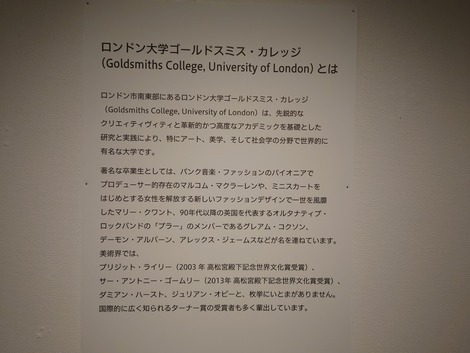 ロンドン大学ゴールドスミス・カレッジ
（Goldsmiths College, University of London）とは
ロンドン市南東部にあるロンドン大学ゴールドスミス・カレッジ
（Goldsmiths College, University of London）は、先鋭的な
クリエィティヴィティと革新的かつ高度なアカデミックを基礎とした
研究と実践により、特にアート、美学、そして社会学の分野で世界的に
有名な大学です。
著名な卒業生としては、パンク音楽・ファッションのパイオニアで
プロデューサー的存在のマルコム・マクラーレンや、ミニスカートを
はじめとする女性を解放する新しいファッションデザインで一世を風靡
したマリー・クワント、90年代以降の英国を代表するオルタナティブ・
ロックバンドの「ブラー」のメンバーであるグレアム・コクソン、
デーモン・アルバーン、アレックス・ジェームスなどが名を連ねています。
美術界では、
ブリジット・ライリー（2003 年 高松宮殿下記念世界文化賞受賞）、
サー・アントニー・ゴームリー（2013年 高松宮殿下記念世界文化賞受賞）、
ダミアン・ハースト、ジュリアン・オピーと、枚挙にいとまがありません。
国際的に広く知られるターナー賞の受賞者も多く輩出しています。